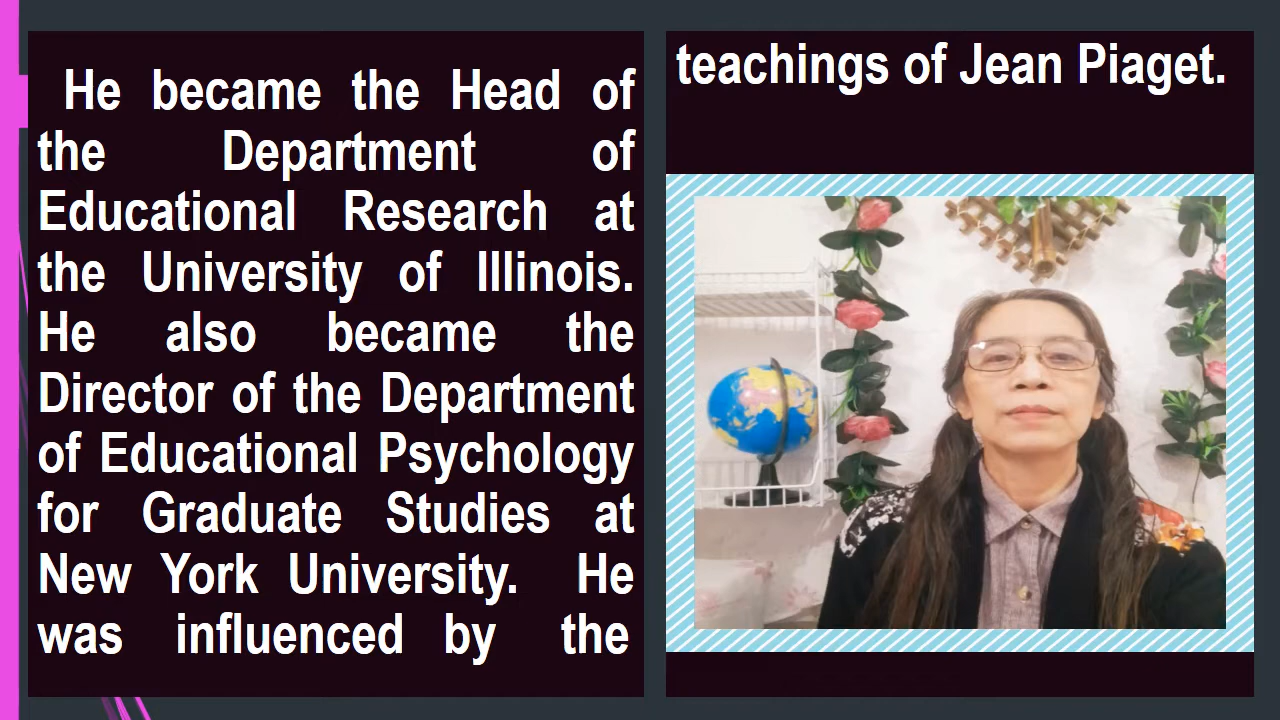 He became the Head of
the Department of
Educational Research at
the University of Illinois.
He also became the
Director of the Department
of Educational Psychology
for Graduate Studies at
New York University. He
was influenced by the
teachings of Jean Piaget.